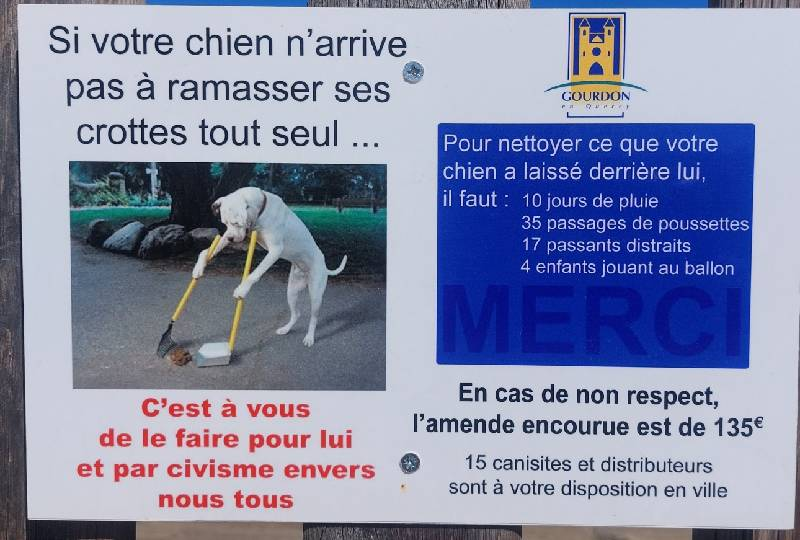 Si votre chien n’arrive
pas à ramasser ses
crottes tout seul ...
C’est à vous
de le faire pour lui
et par civisme envers
nous tous
GOURDON
en Quercy
Pour nettoyer ce que votre
chien a laissé derrière lui,
il faut : 10 jours de pluie
35 passages de poussettes
17 passants distraits
4 enfants jouant au ballon
MERCI
En cas de non respect,
l’amende encourue est de 135€
15 canisites et distributeurs
sont à votre disposition en ville